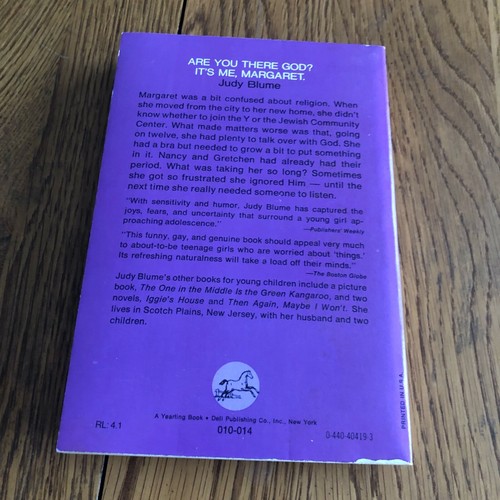 ARE YOU THERE GOD?
IT'S ME, MARGARET.
Judy Blume
Margaret was a bit confused about religion. When
she moved from the city to her new home, she didn't
know whether to join the Y or the Jewish Community
Center. What made matters worse was that, going
on twelve, she had plenty to talk over with God. She
had a bra but needed to grow a bit to put something
in it. Nancy and Gretchen had already had their
period. What was taking her so long? Sometimes
she got so frustrated she ignored Him — until the
next time she really needed someone to listen.
"With sensitivity and humor, Judy Blume has captured the
joys, fears, and uncertainty that surround a young girl ap-
proaching adolescence."
—Publishers' Weekly
"This funny, gay, and genuine book should appeal very much
to about-to-be teenage girls who are worried about 'things.'
Its refreshing naturalness will take a load off their minds."
—The Boston Globe
Judy Blume's other books for young children include a picture
book, The One in the Middle Is the Green Kangaroo, and two
novels, Iggie's House and Then Again, Maybe I Won't. She
lives in Scotch Plains, New Jersey, with her husband and two
children.
RL: 4.1
A Yearling Book • Dell Publishing Co., Inc., New York
010-014
0-440-40419-3
PRINTED IN U.S.A.